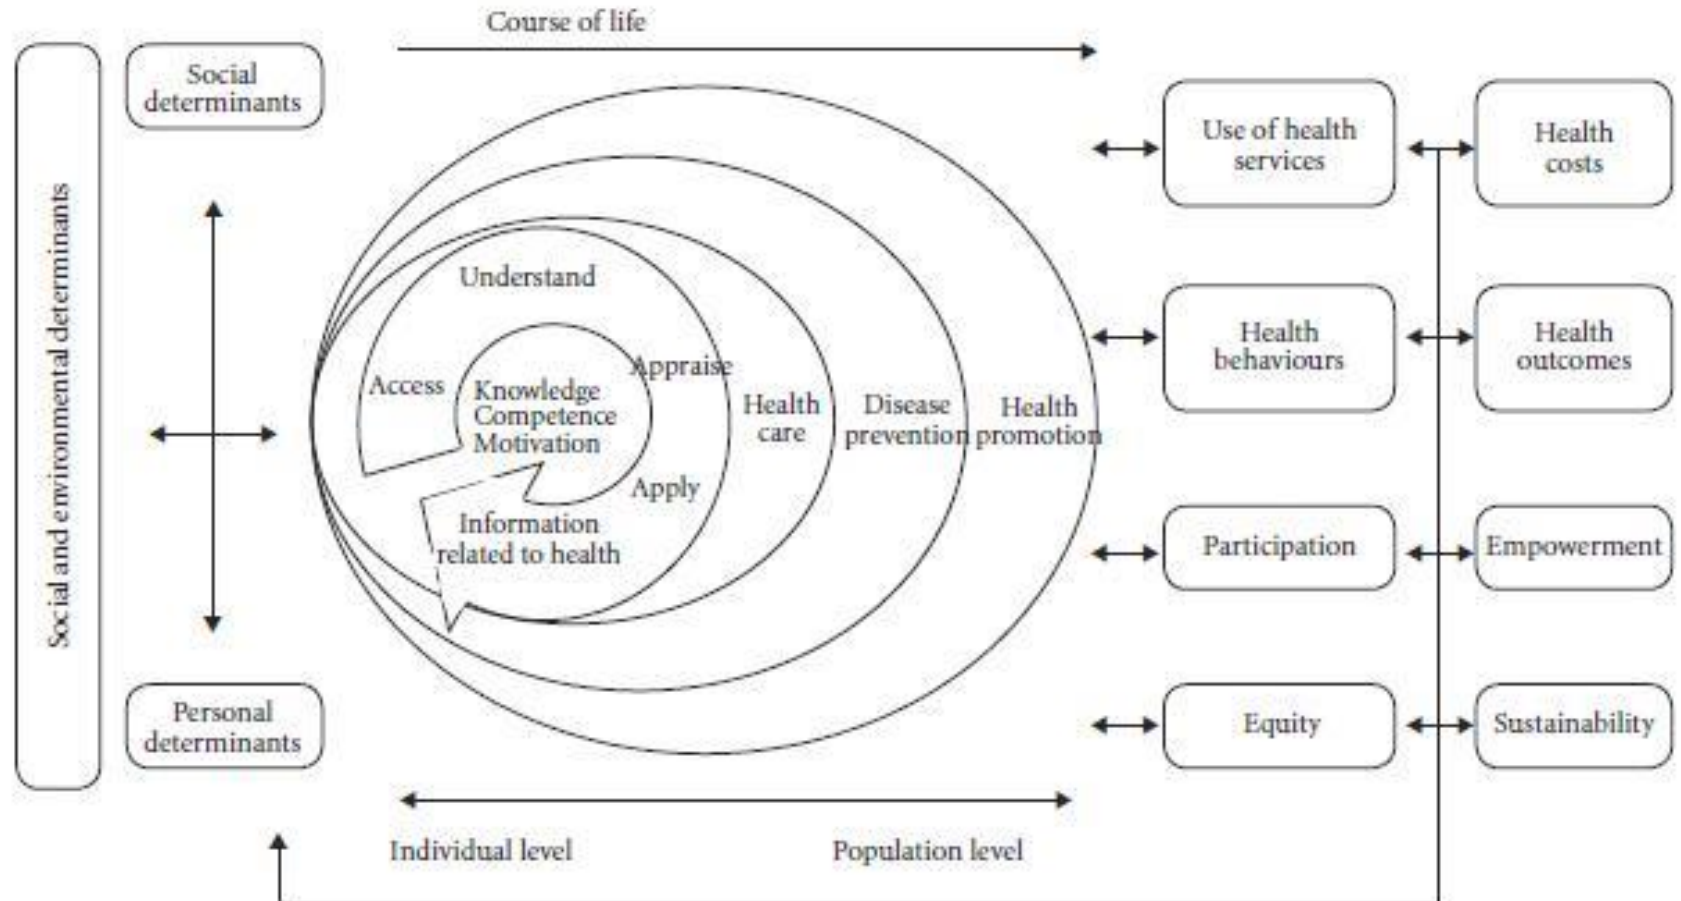 Course of life
Social and environmental determinants
Social
determinants
Personal
determinants
Understand
Access
Appraise
Knowledge
Competence
Motivation
Apply
Information
related to health
Health
care
Disease
prevention
Health
promotion
Individual level
Population level
Use of health
services
Health
costs
Health
behaviours
Health
outcomes
Participation
Empowerment
Equity
Sustainability